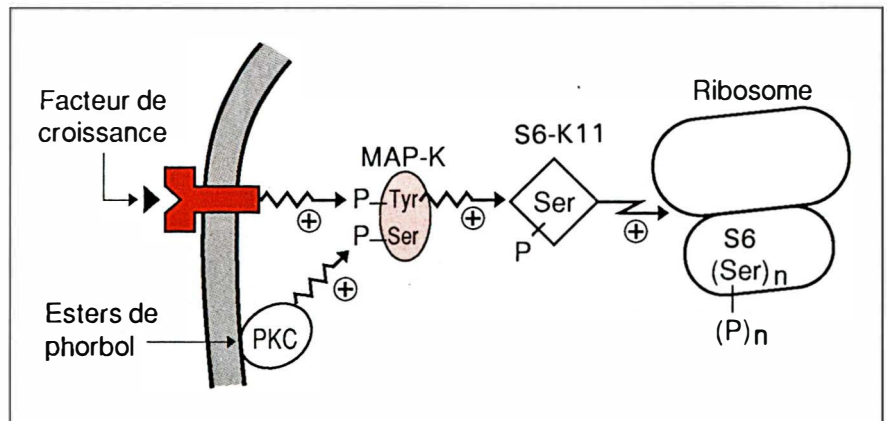 Facteur de
croissance
MAP-K
P
Tyr
P
Ser
⊕
⊕
⊕
S6-K11
Ser
P
⊕
Ribosome
S6
(Ser)n
(P)n
Esters de
phorbol
PKC